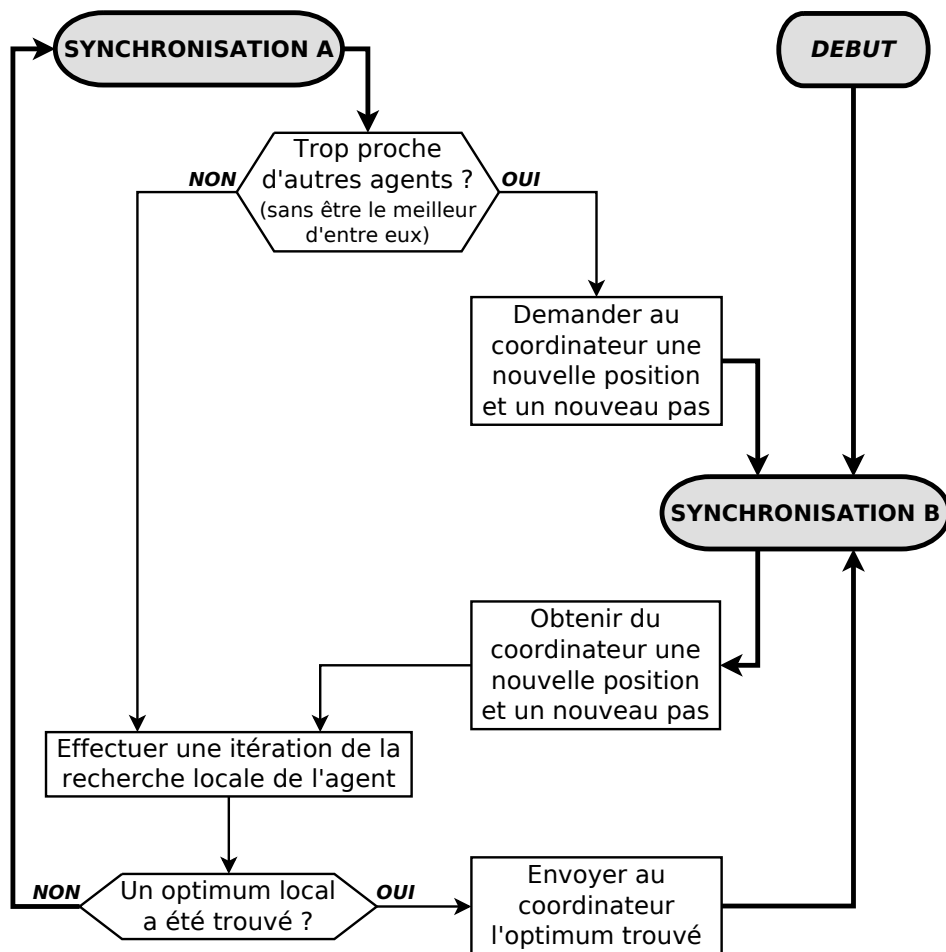 SYNCHRONISATION A
DEBUT
Trop proche
d'autres agents ?
(sans être le meilleur
d'entre eux)
NON
OUI
Demander au
coordinateur une
nouvelle position
et un nouveau pas
SYNCHRONISATION B
Obtenir du
coordinateur une
nouvelle position
et un nouveau pas
Effectuer une itération de la
recherche locale de l'agent
NON
Un optimum local
a été trouvé ?
OUI
Envoyer au
coordinateur
l'optimum trouvé